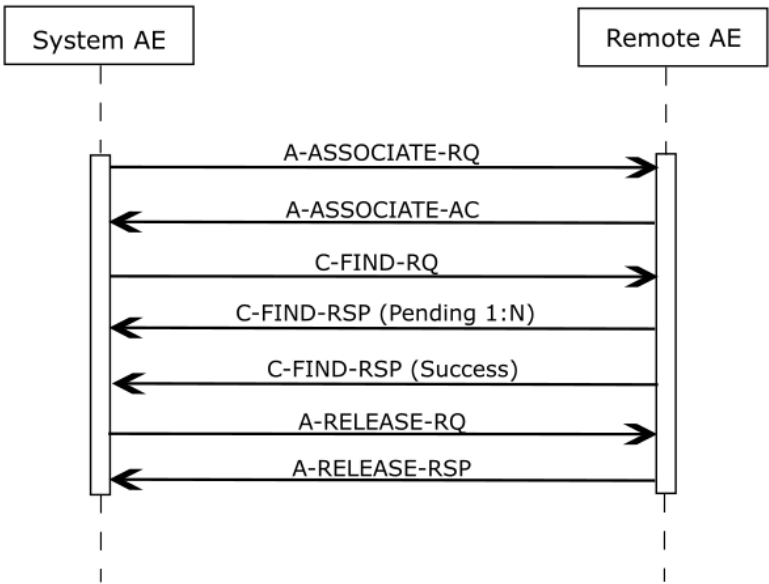 System AE
Remote AE
A-ASSOCIATE-RQ
A-ASSOCIATE-AC
C-FIND-RQ
C-FIND-RSP (Pending 1:N)
C-FIND-RSP (Success)
A-RELEASE-RQ
A-RELEASE-RSP